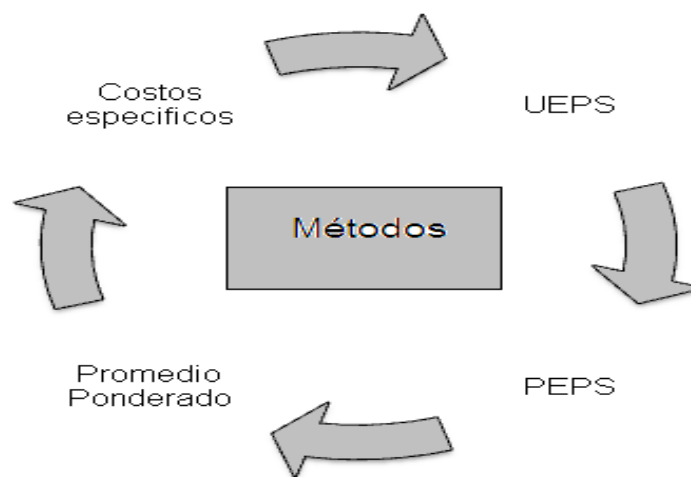 Costos
especificos
UEPS
Métodos
Promedio
Ponderado
PEPS